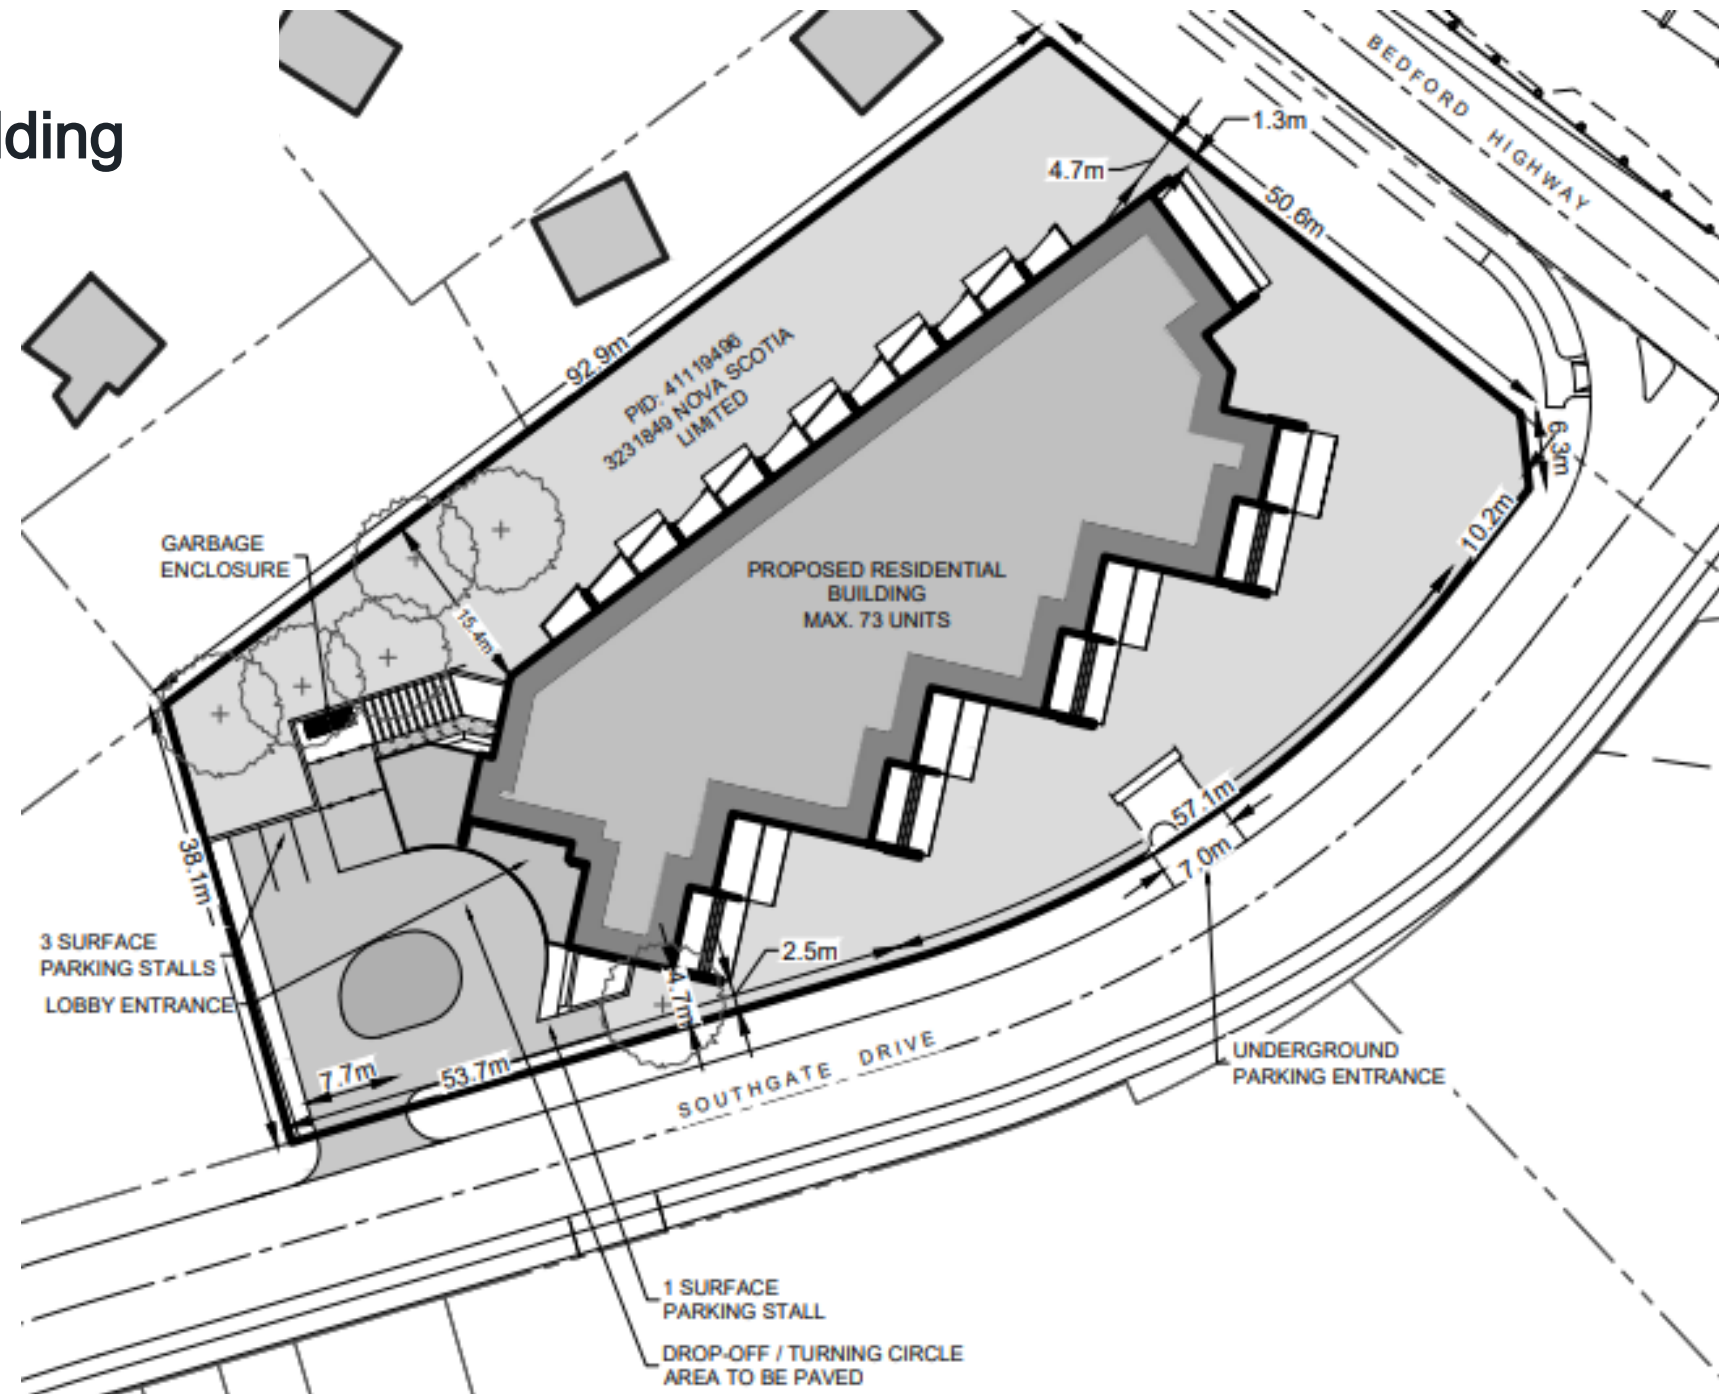 lding
BEDFORD HIGHWAY
1.3m
4.7m
50.6m
92.9m
PID: 41119496
3231849 NOVA SCOTIA
LIMITED
6.3m
10.2m
GARBAGE
ENCLOSURE
15.4m
PROPOSED RESIDENTIAL
BUILDING
MAX. 73 UNITS
57.1m
7.0m
38.1m
3 SURFACE
PARKING STALLS
LOBBY ENTRANCE
2.5m
4.7m
7.7m
53.7m
SOUTHGATE DRIVE
UNDERGROUND
PARKING ENTRANCE
1 SURFACE
PARKING STALL
DROP-OFF / TURNING CIRCLE
AREA TO BE PAVED